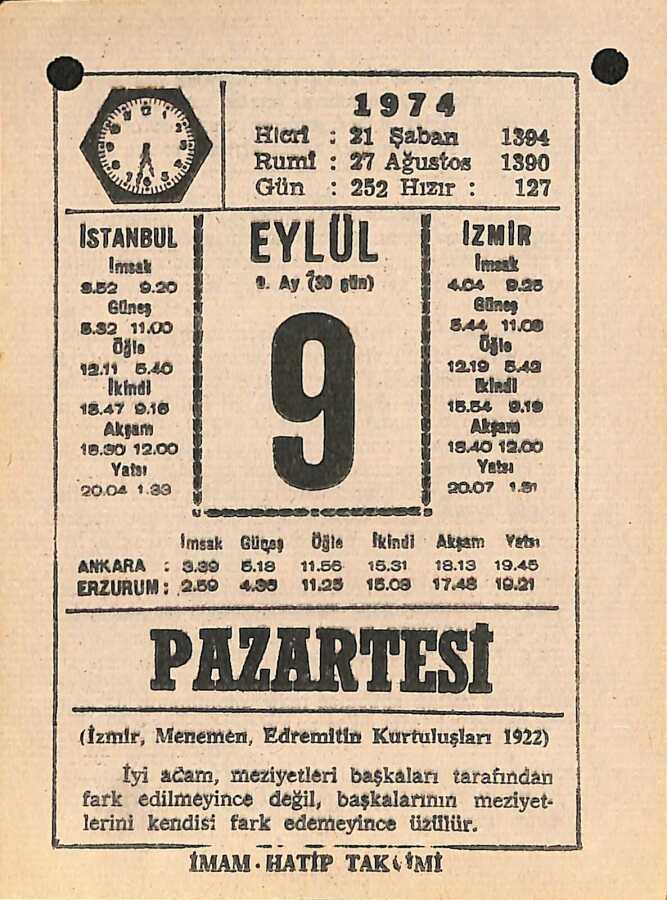 1974
Hicri : 21 Şaban 1394
Rumî : 27 Ağustos 1390
Gün : 252 Hızır : 127
İSTANBUL
İmsak
3.52 9.20
Güneş
5.32 11.00
Öğle
12.11 5.40
İkindi
15.47 9.16
Akşam
18.30 12.00
Yatsı
20.04 1.33
EYLÜL
9. Ay (30 gün)
9
İZMİR
İmsak
4.04 9.25
Güneş
5.44 11.05
Öğle
12.19 5.42
İkindi
15.54 9.19
Akşam
18.40 12.00
Yatsı
20.07 1.31
İmsak Güneş Öğle İkindi Akşam Yatsı
ANKARA : 3.39 5.18 11.56 15.31 18.13 19.45
ERZURUM : 2.59 4.35 11.25 15.03 17.48 19.21
PAZARTESİ
(İzmir, Menemen, Edremitin Kurtuluşları 1922)
İyi adam, meziyetleri başkaları tarafından
fark edilmeyince değil, başkalarının meziyet-
lerini kendisi fark edemeyince üzülür.
İMAM - HATİP TAKVİMİ